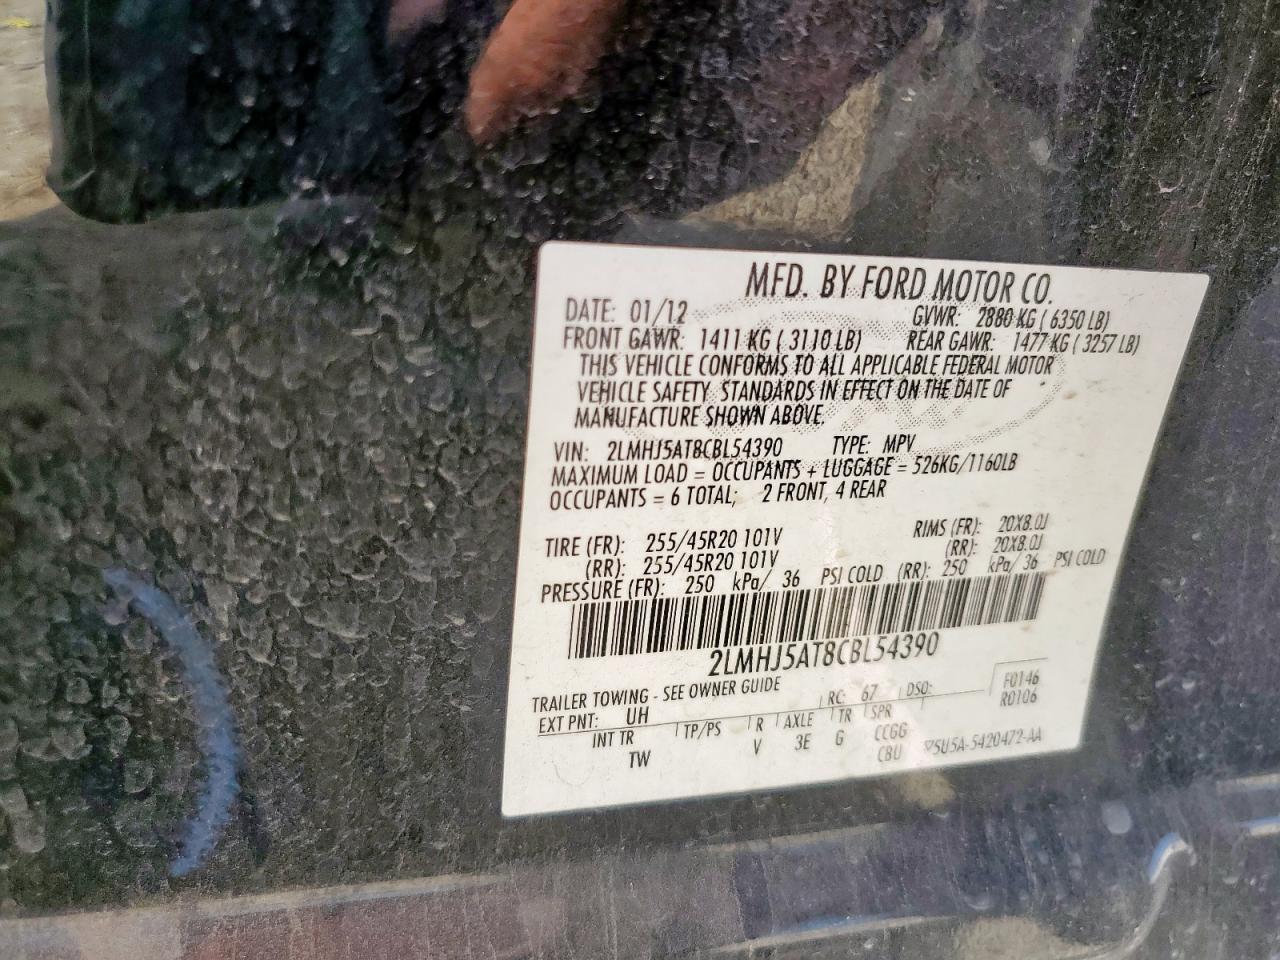 MFD. BY FORD MOTOR CO.
DATE: 01/12 GVWR: 2880 KG ( 6350 LB)
FRONT GAWR: 1411 KG ( 3110 LB) REAR GAWR: 1477 KG ( 3257 LB)
THIS VEHICLE CONFORMS TO ALL APPLICABLE FEDERAL MOTOR
VEHICLE SAFETY STANDARDS IN EFFECT ON THE DATE OF
MANUFACTURE SHOWN ABOVE.
VIN: 2LMHJ5AT8CBL54390 TYPE: MPV
MAXIMUM LOAD = OCCUPANTS + LUGGAGE = 526KG/1160LB
OCCUPANTS = 6 TOTAL; 2 FRONT, 4 REAR
TIRE (FR): 255/45R20 101V RIMS (FR): 20X8.0J
(RR): 255/45R20 101V (RR): 20X8.0J
PRESSURE (FR): 250 kPa/ 36 PSI COLD (RR): 250 kPa/ 36 PSI COLD
2LMHJ5AT8CBL54390
TRAILER TOWING - SEE OWNER GUIDE F0146
EXT PNT: UH RC: 67 DSO: R0106
INT TR TP/PS R AXLE TR SPR
TW V 3E G CCGG
CBU 5U5A-5420472-AA